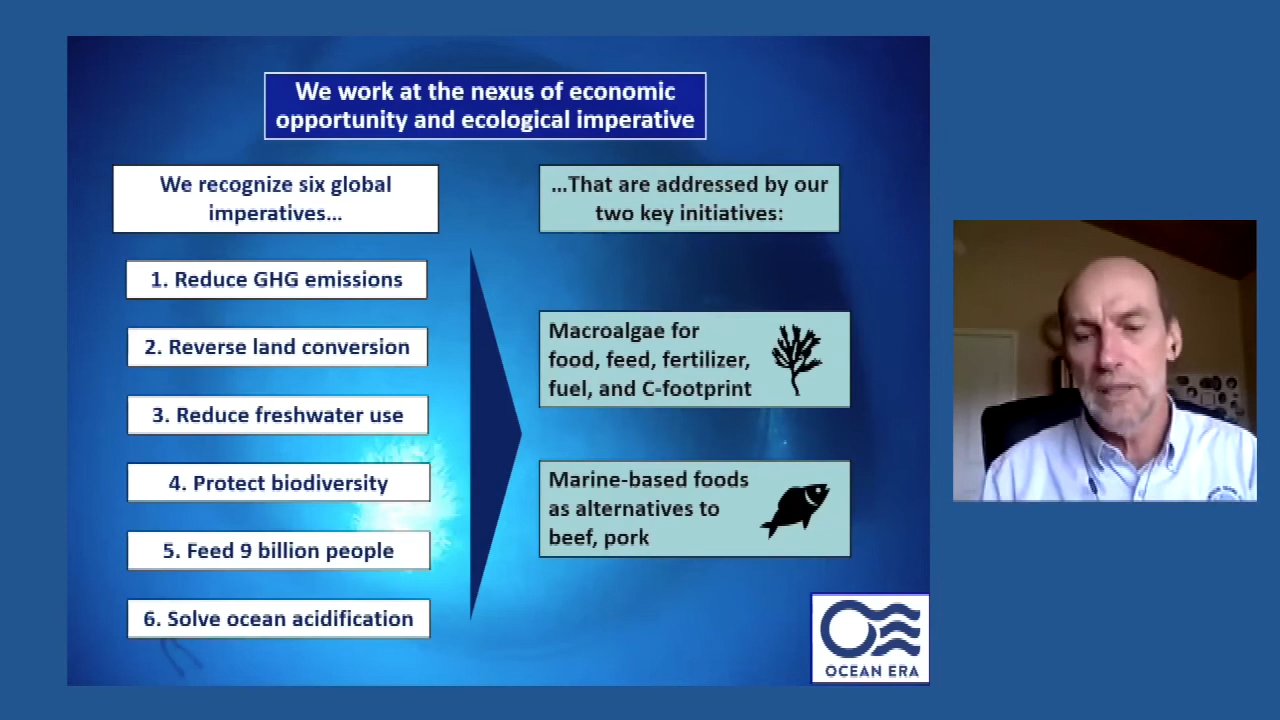 We work at the nexus of economic
opportunity and ecological imperative
We recognize six global
imperatives...
1. Reduce GHG emissions
2. Reverse land conversion
3. Reduce freshwater use
4. Protect biodiversity
5. Feed 9 billion people
6. Solve ocean acidification
...That are addressed by our
two key initiatives:
Macroalgae for
food, feed, fertilizer,
fuel, and C-footprint
Marine-based foods
as alternatives to
beef, pork
OCEAN ERA